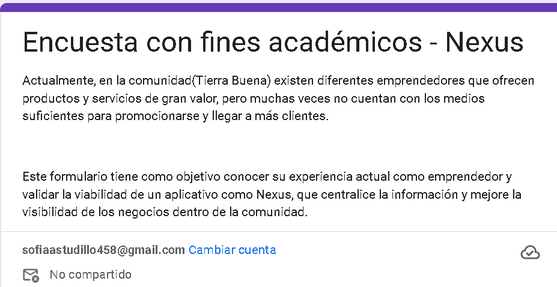 Encuesta con fines académicos - Nexus
Actualmente, en la comunidad(Tierra Buena) existen diferentes emprendedores que ofrecen
productos y servicios de gran valor, pero muchas veces no cuentan con los medios
suficientes para promocionarse y llegar a más clientes.
Este formulario tiene como objetivo conocer su experiencia actual como emprendedor y
validar la viabilidad de un aplicativo como Nexus, que centralice la información y mejore la
visibilidad de los negocios dentro de la comunidad.
sofiaastudillo458@gmail.com Cambiar cuenta
No compartido